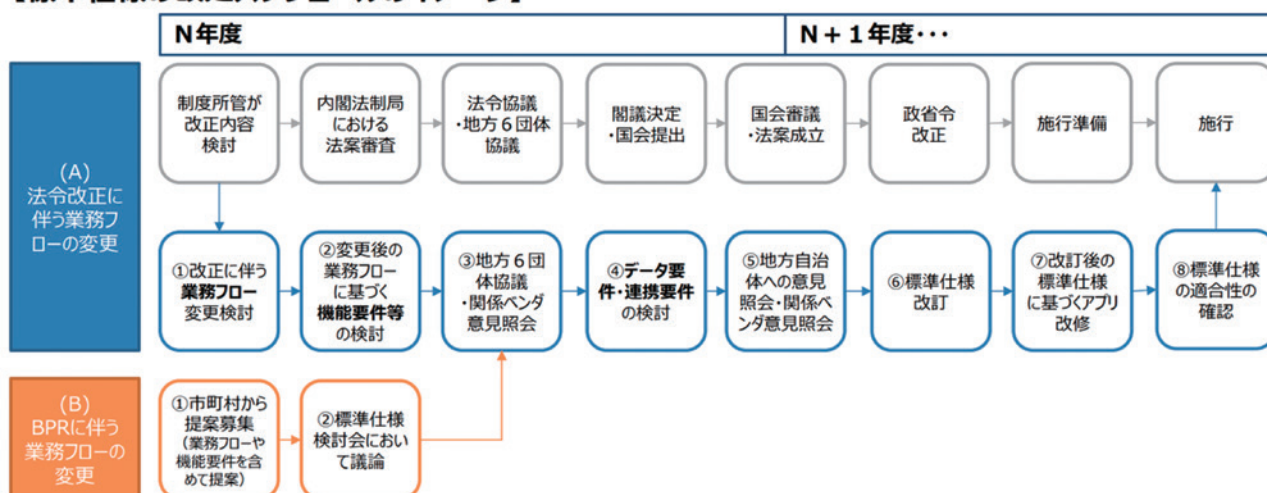 N年度
N+1年度・・・
(A)
法令改正に
伴う業務フ
ローの変更
制度所管が
改正内容
検討
内閣法制局
における
法案審査
法令協議
・地方6団体
協議
閣議決定
・国会提出
国会審議
・法案成立
政省令
改正
施行準備
施行
①改正に伴う
業務フロー
変更検討
②変更後の
業務フロー
に基づく
機能要件等
の検討
③地方6団
体協議
・関係ベンダ
意見照会
④データ要
件・連携要件
の検討
⑤地方自治
体への意見
照会・関係ベ
ンダ意見照会
⑥標準仕様
改訂
⑦改訂後の
標準仕様
に基づくアプリ
改修
⑧標準仕様
の適合性の
確認
(B)
BPRに伴う
業務フローの
変更
①市町村から
提案募集
(業務フローや
機能要件を含
めて提案)
②標準仕様
検討会におい
て議論